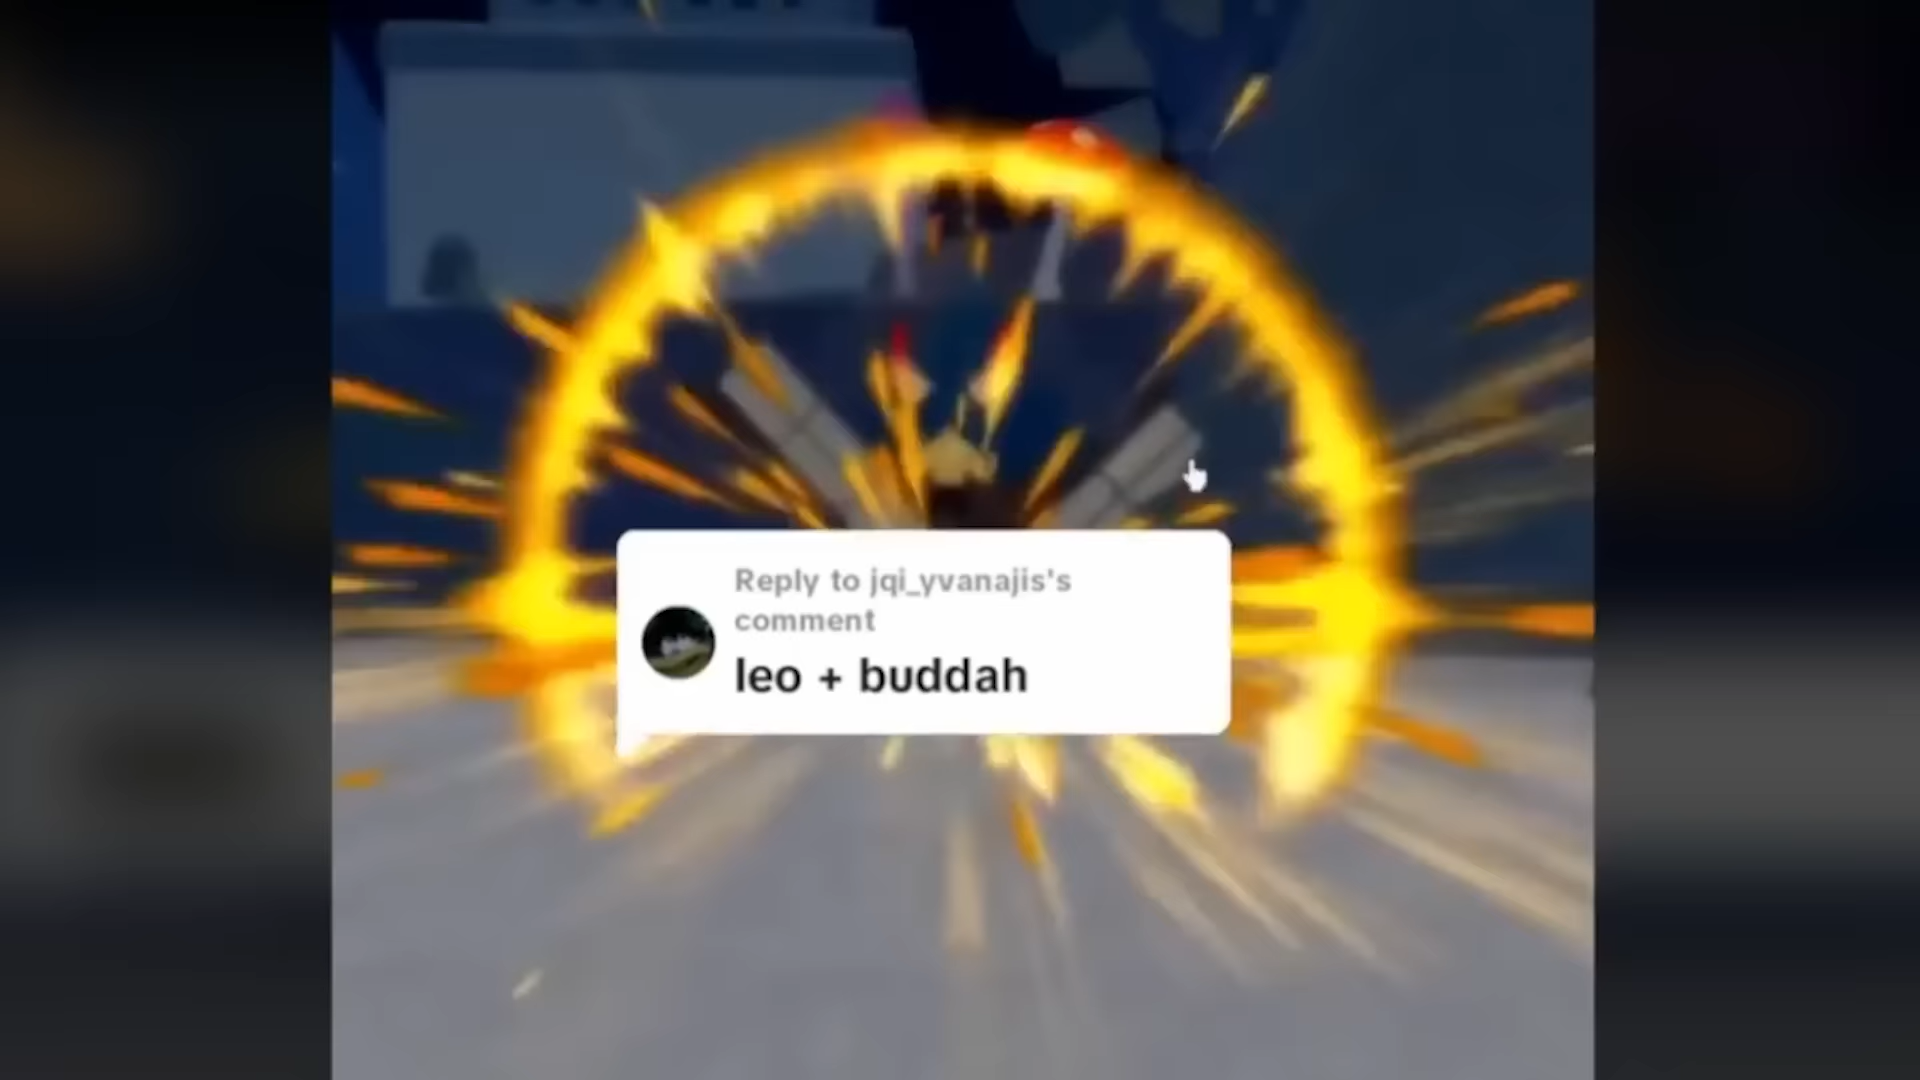 Reply to jqi_yvanajis's
comment
leo + buddah